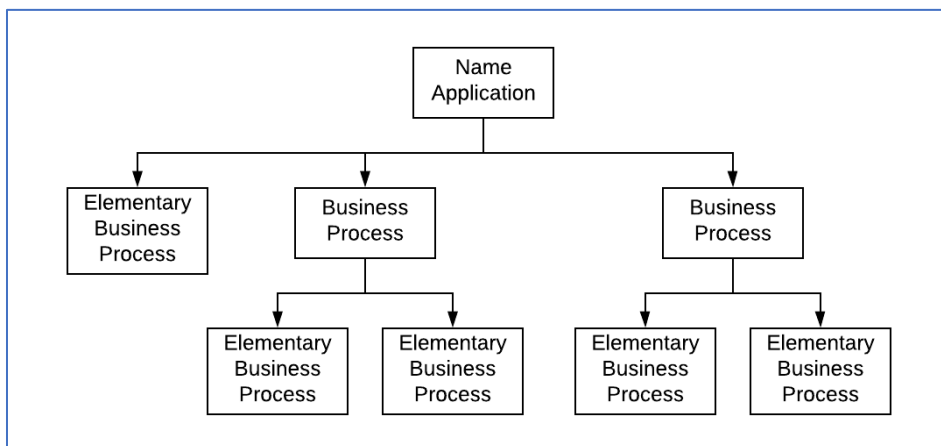 Name
Application
Elementary
Business
Process
Business
Process
Business
Process
Elementary
Business
Process
Elementary
Business
Process
Elementary
Business
Process
Elementary
Business
Process